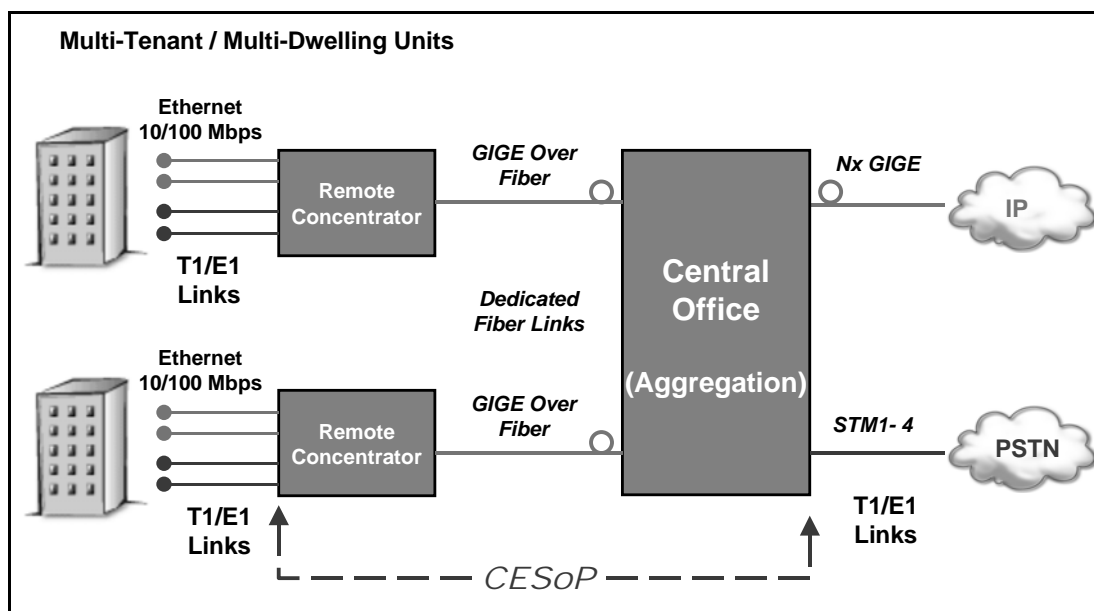 Multi-Tenant / Multi-Dwelling Units
Ethernet
10/100 Mbps
T1/E1
Links
Remote
Concentrator
GIGE Over
Fiber
Dedicated
Fiber Links
Central
Office
(Aggregation)
Nx GIGE
IP
Ethernet
10/100 Mbps
T1/E1
Links
Remote
Concentrator
GIGE Over
Fiber
STM1- 4
PSTN
T1/E1
Links
CESoP